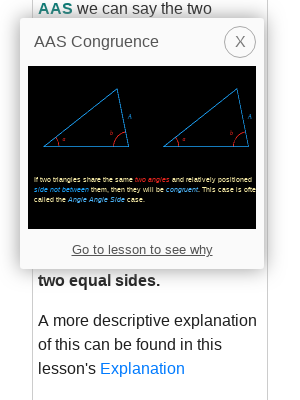 AAS we can say the two
AAS Congruence
X
A
A
a
b
a
b
If two triangles share the same two angles and relatively positioned
side not between them, then they will be congruent. This case is ofte
called the Angle Angle Side case.
Go to lesson to see why
two equal sides.
A more descriptive explanation
of this can be found in this
lesson's Explanation